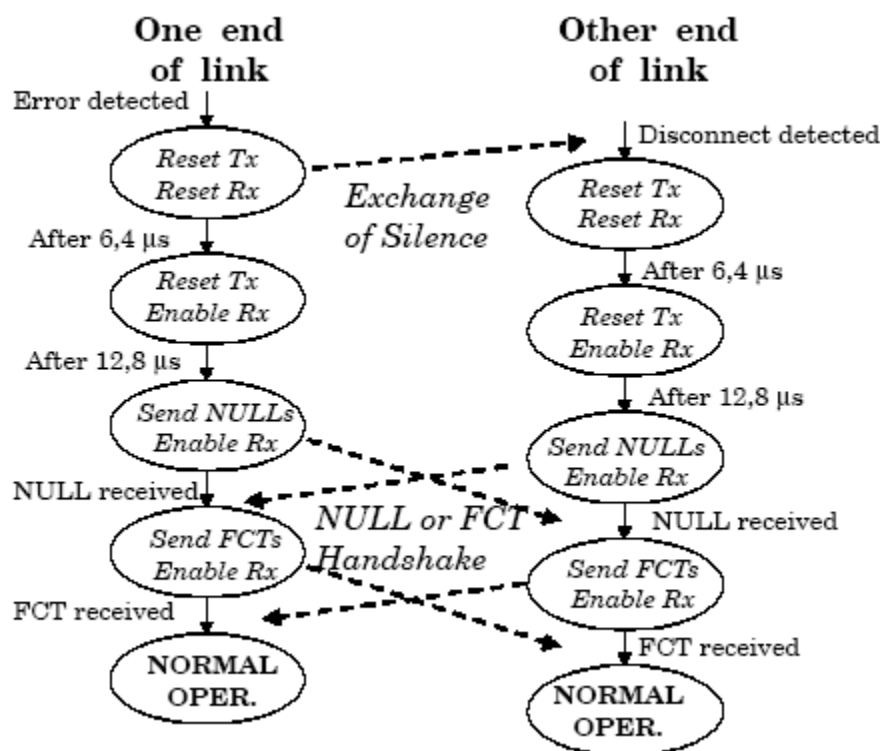 One end
of link
Error detected
Reset Tx
Reset Rx
After 6,4 µs
Reset Tx
Enable Rx
After 12,8 µs
Send NULLs
Enable Rx
NULL received
Send FCTs
Enable Rx
FCT received
NORMAL
OPER.
Exchange
of Silence
NULL or FCT
Handshake
Other end
of link
Disconnect detected
Reset Tx
Reset Rx
After 6,4 µs
Reset Tx
Enable Rx
After 12,8 µs
Send NULLs
Enable Rx
NULL received
Send FCTs
Enable Rx
FCT received
NORMAL
OPER.